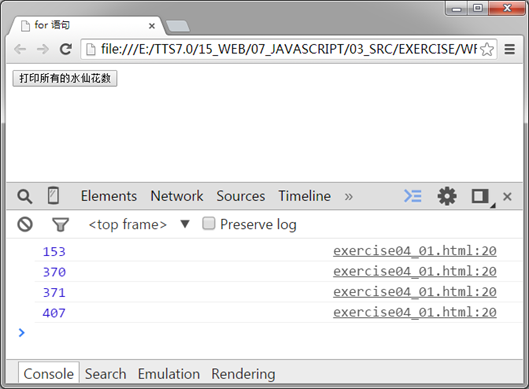 for 语句
file:///E:/TTS7.0/15_WEB/07_JAVASCRIPT/03_SRC/EXERCISE/WF
打印所有的水仙花数
Elements Network Sources Timeline »
<top frame> ▼ Preserve log
153 exercise04_01.html:20
370 exercise04_01.html:20
371 exercise04_01.html:20
407 exercise04_01.html:20
>
Console Search Emulation Rendering